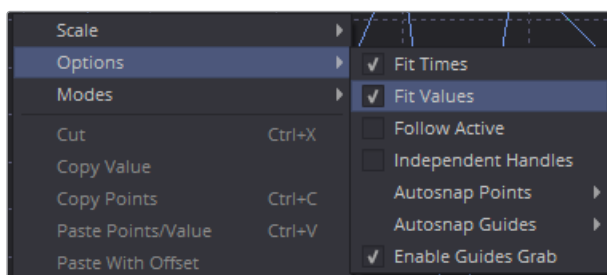 Scale
Options
Modes
Cut Ctrl+X
Copy Value
Copy Points Ctrl+C
Paste Points/Value Ctrl+V
Paste With Offset
Fit Times
Fit Values
Follow Active
Independent Handles
Autosnap Points
Autosnap Guides
Enable Guides Grab